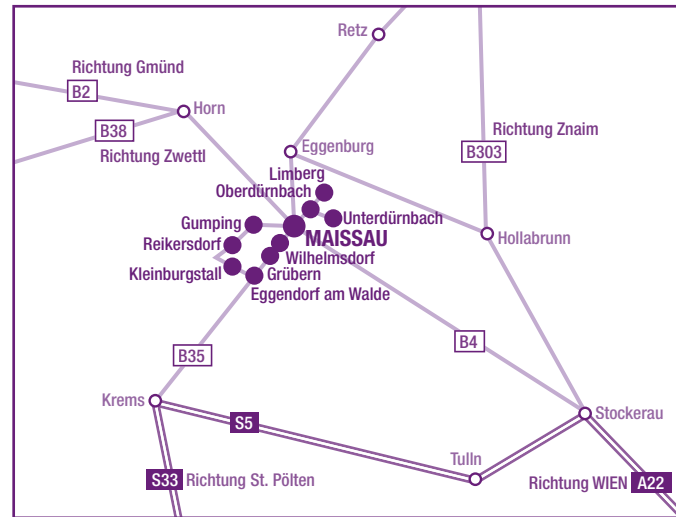 Retz
Richtung Gmünd
B2
Horn
B38
Richtung Zwettl
Richtung Znaim
B303
Eggenburg
Limberg
Oberdürnbach
Unterdürnbach
Gumping
MAISSAU
Hollabrunn
Reikersdorf
Wilhelmsdorf
Kleinburgstall
Grübern
Eggendorf am Walde
B35
B4
Krems
Stockerau
S5
Tulln
S33 Richtung St. Pölten
Richtung WIEN A22